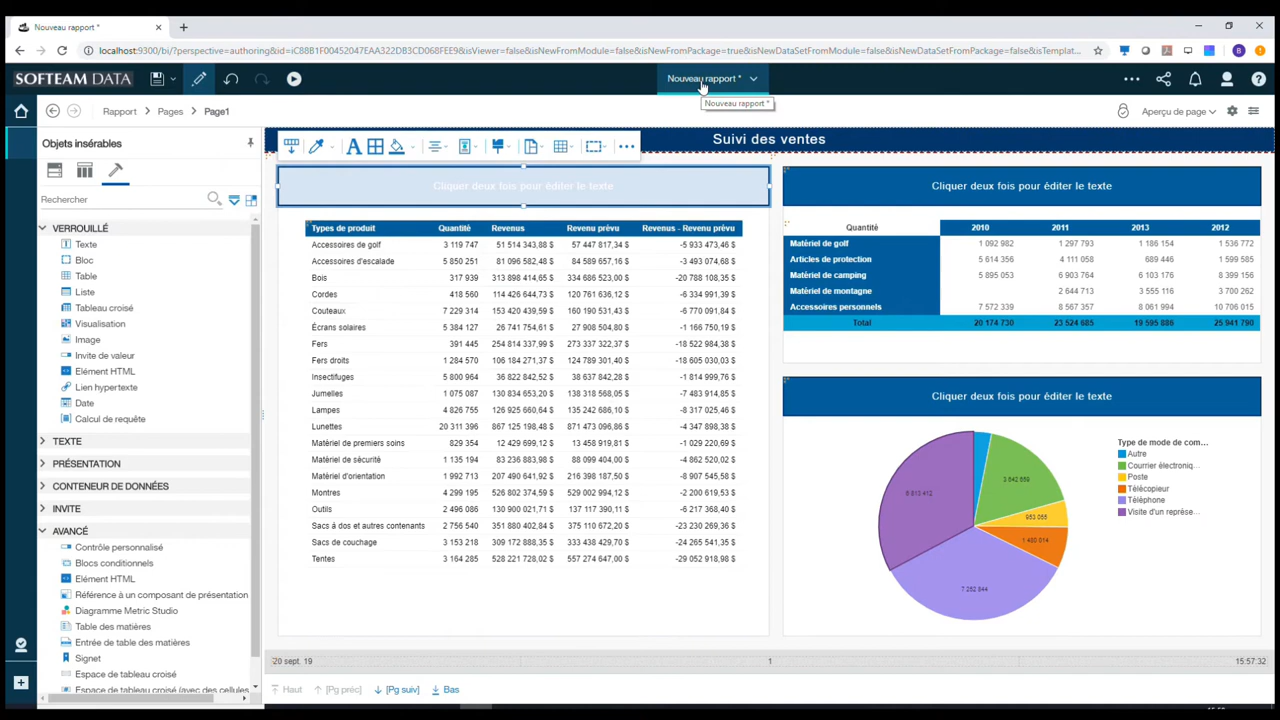 Nouveau rapport *
localhost:9300/bi/?perspective=authoring&id=iC88B1F00452047EAA322DB3CD068FEE9&isViewer=false&isNewFromModule=false&isNewFromPackage=true&isNewDataSetFromModule=false&isNewDataSetFromPackage=false&isTemplat...
B
SOFTEAM DATA
Nouveau rapport *
Nouveau rapport *
Rapport > Pages > Page1
Aperçu de page
Objets insérables
Rechercher
VERROUILLÉ
Texte
Bloc
Table
Liste
Tableau croisé
Visualisation
Image
Invite de valeur
Elément HTML
Lien hypertexte
Date
Calcul de requête
TEXTE
PRÉSENTATION
CONTENEUR DE DONNÉES
INVITE
AVANCÉ
Contrôle personnalisé
Blocs conditionnels
Elément HTML
Référence à un composant de présentation
Diagramme Metric Studio
Table des matières
Entrée de table des matières
Signet
Espace de tableau croisé
Espace de tableau croisé (avec des cellules
Suivi des ventes
Cliquer deux fois pour éditer le texte
Types de produit Quantité Revenus Revenu prévu Revenus - Revenu prévu
Accessoires de golf 3 119 747 51 514 343,88 $ 57 447 817,34 $ -5 933 473,46 $
Accessoires d'escalade 5 850 251 81 096 582,48 $ 84 589 657,16 $ -3 493 074,68 $
Bois 317 939 313 898 414,65 $ 334 686 523,00 $ -20 788 108,35 $
Cordes 418 560 114 426 644,73 $ 120 761 636,12 $ -6 334 991,39 $
Couteaux 7 229 314 153 420 439,59 $ 160 190 531,43 $ -6 770 091,84 $
Écrans solaires 5 384 127 26 741 754,61 $ 27 908 504,80 $ -1 166 750,19 $
Fers 391 445 254 814 337,99 $ 273 337 322,37 $ -18 522 984,38 $
Fers droits 1 284 570 106 184 271,37 $ 124 789 301,40 $ -18 605 030,03 $
Insectifuges 5 800 964 36 822 842,52 $ 38 637 842,28 $ -1 814 999,76 $
Jumelles 1 075 087 130 834 653,20 $ 138 318 568,05 $ -7 483 914,85 $
Lampes 4 826 755 126 925 660,64 $ 135 242 686,10 $ -8 317 025,46 $
Lunettes 20 311 396 867 125 198,48 $ 871 473 096,86 $ -4 347 898,38 $
Matériel de premiers soins 829 354 12 429 699,12 $ 13 458 919,81 $ -1 029 220,69 $
Matériel de sécurité 1 135 194 83 236 883,98 $ 88 099 404,00 $ -4 862 520,02 $
Matériel d'orientation 1 992 713 207 490 641,92 $ 216 398 187,50 $ -8 907 545,58 $
Montres 4 299 195 526 802 374,59 $ 529 002 994,12 $ -2 200 619,53 $
Outils 2 496 086 130 900 021,71 $ 137 117 390,11 $ -6 217 368,40 $
Sacs à dos et autres contenants 2 756 540 351 880 402,84 $ 375 110 672,20 $ -23 230 269,36 $
Sacs de couchage 3 153 218 309 172 888,35 $ 333 438 429,70 $ -24 265 541,35 $
Tentes 3 164 285 528 221 728,02 $ 557 274 647,00 $ -29 052 918,98 $
Cliquer deux fois pour éditer le texte
Quantité 2010 2011 2013 2012
Matériel de golf 1 092 982 1 297 793 1 186 154 1 536 772
Articles de protection 5 614 356 4 111 058 689 446 1 599 585
Matériel de camping 5 895 053 6 903 764 6 103 176 8 399 156
Matériel de montagne 2 644 713 3 555 116 3 700 262
Accessoires personnels 7 572 339 8 567 357 8 061 994 10 706 015
Total 20 174 730 23 524 685 19 595 886 25 941 790
Cliquer deux fois pour éditer le texte
6 813 412
3 642 659
953 055
1 480 014
7 252 844
Type de mode de com...
Autre
Courrier électroniq...
Poste
Télécopieur
Téléphone
Visite d'un représe...
20 sept. 19 1 15:57:32
Haut [Pg préc] [Pg suiv] Bas